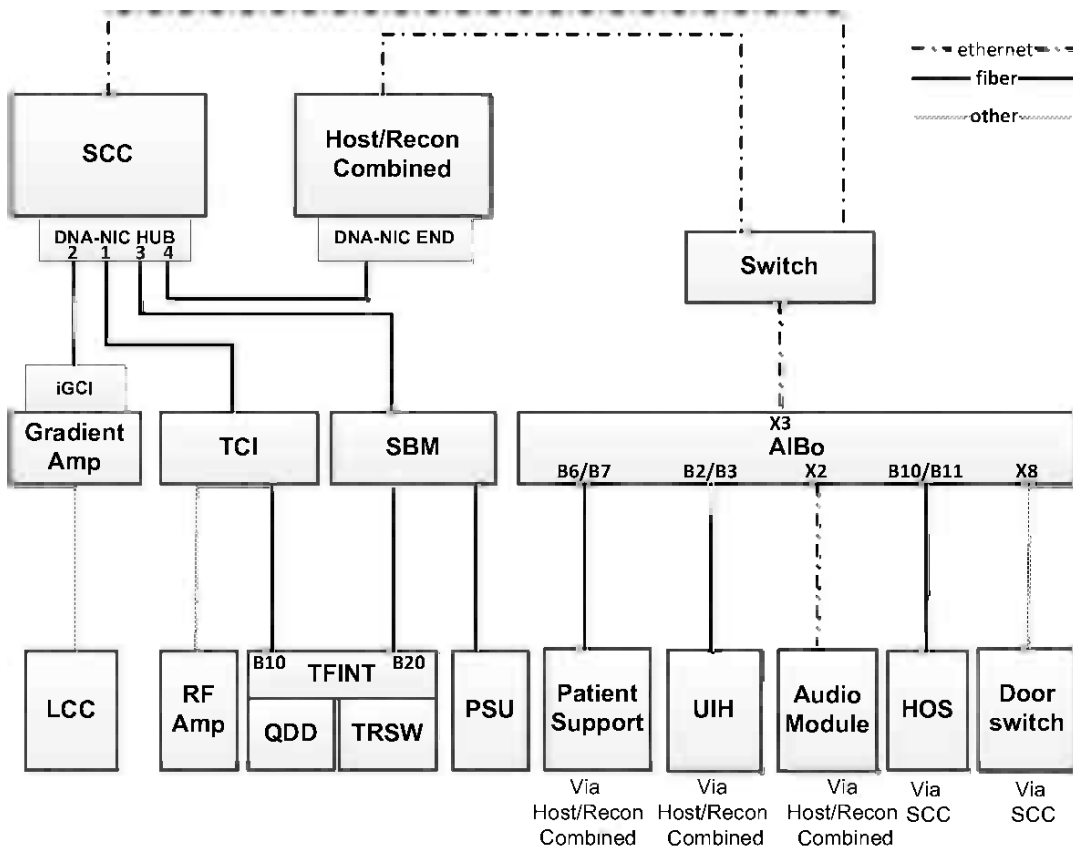 ethernet
fiber
other
SCC
Host/Recon
Combined
DNA-NIC HUB
2 1 3 4
DNA-NIC END
Switch
iGCI
Gradient
Amp
TCI
SBM
X3
AIBo
B6/B7 B2/B3 X2 B10/B11 X8
LCC
RF
Amp
B10 B20
TFINT
QDD TRSW
PSU
Patient
Support
UIH
Audio
Module
HOS
Door
switch
Via
Host/Recon
Combined
Via
Host/Recon
Combined
Via
Host/Recon
Combined
Via
SCC
Via
SCC